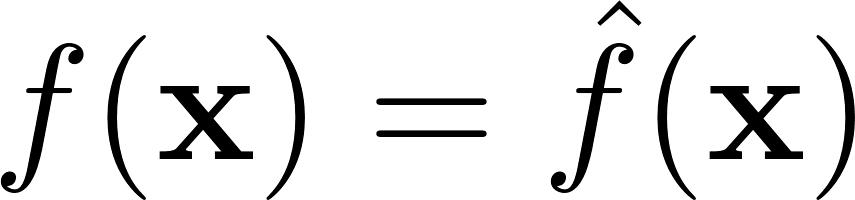 f(𝐱) = f̂(𝐱)